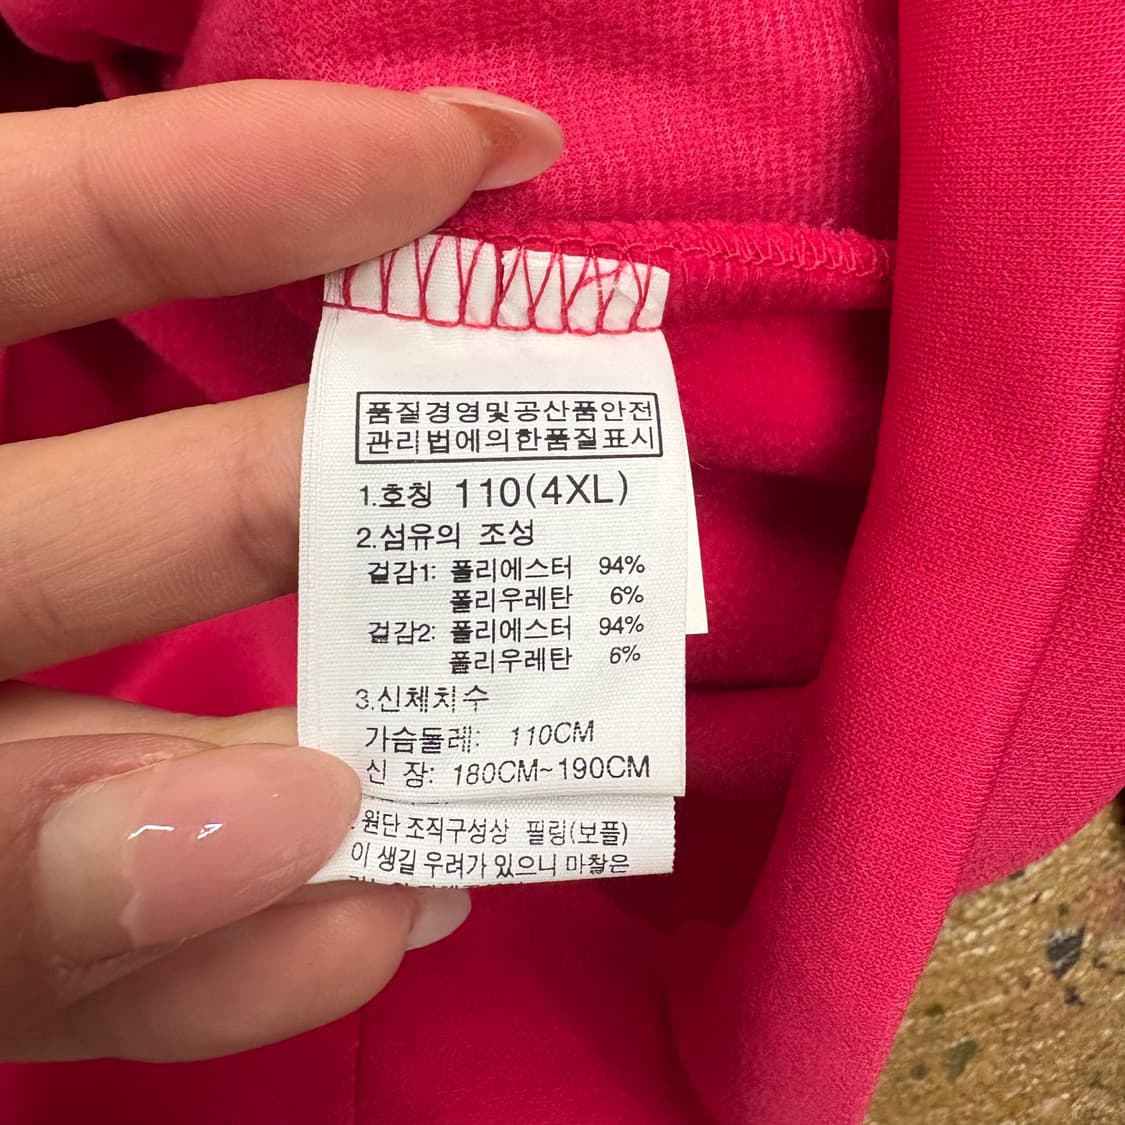 품질경영및공산품안전
관리법에의한품질표시
1.호칭 110(4XL)
2.섬유의 조성
겉감1: 폴리에스터 94%
폴리우레탄 6%
겉감2: 폴리에스터 94%
폴리우레탄 6%
3.신체치수
가슴둘레: 110CM
신 장: 180CM~190CM
원단 조직구성상 필링(보플)
이 생길 우려가 있으니 마찰은